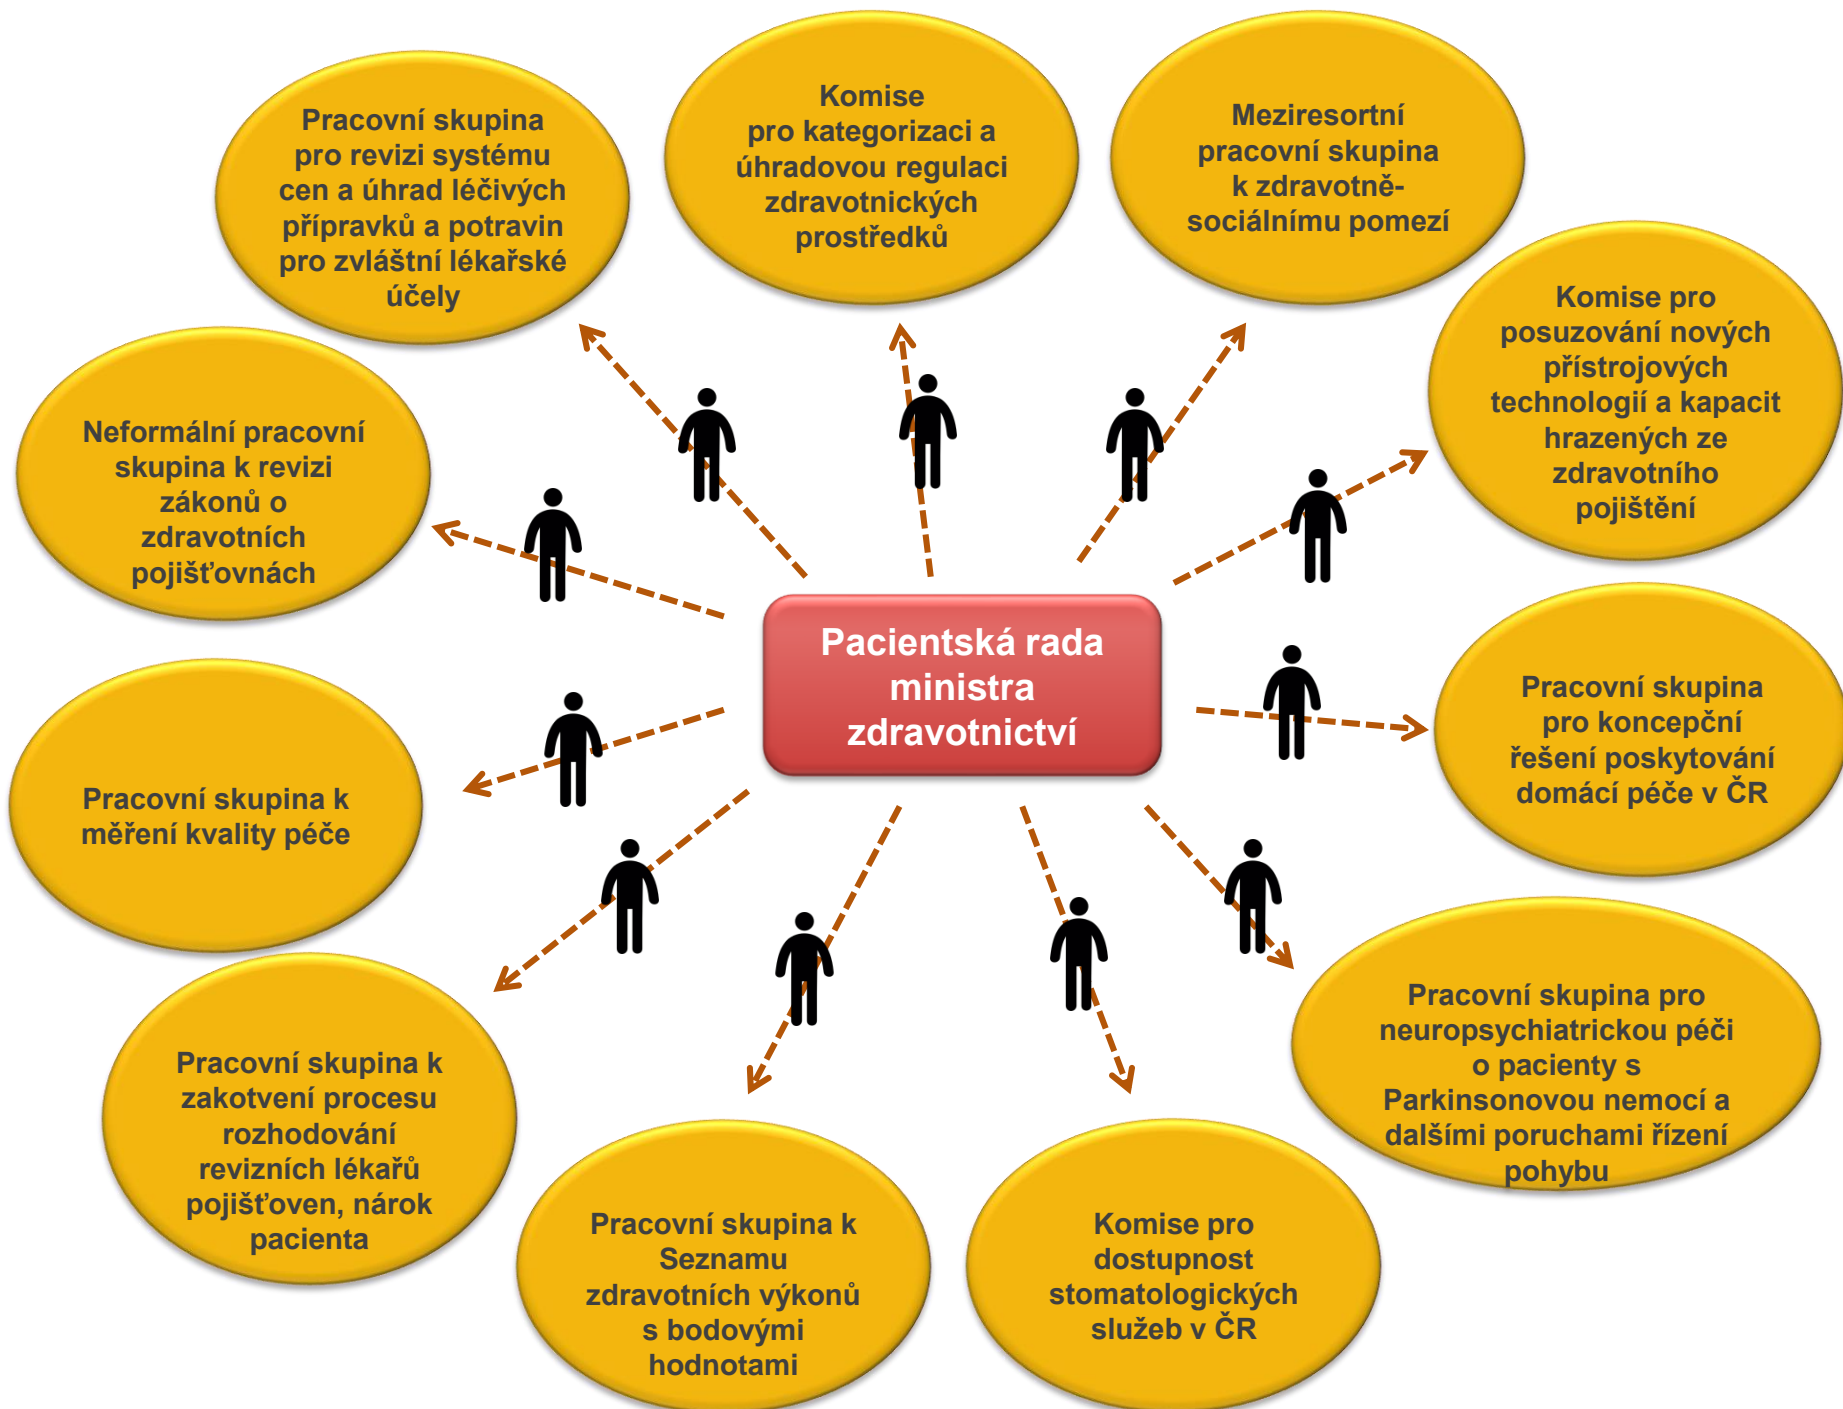 Pracovní skupina
pro revizi systému
cen a úhrad léčivých
přípravků a potravin
pro zvláštní lékařské
účely
Komise
pro kategorizaci a
úhradovou regulaci
zdravotnických
prostředků
Meziresortní
pracovní skupina
k zdravotně-
sociálnímu pomezí
Komise pro
posuzování nových
přístrojových
technologií a kapacit
hrazených ze
zdravotního
pojištění
Neformální pracovní
skupina k revizi
zákonů o
zdravotních
pojišťovnách
Pacientská rada
ministra
zdravotnictví
Pracovní skupina
pro koncepční
řešení poskytování
domácí péče v ČR
Pracovní skupina k
měření kvality péče
Pracovní skupina pro
neuropsychiatrickou péči
o pacienty s
Parkinsonovou nemocí a
dalšími poruchami řízení
pohybu
Pracovní skupina k
zakotvení procesu
rozhodování
revizních lékařů
pojišťoven, nárok
pacienta
Pracovní skupina k
Seznamu
zdravotních výkonů
s bodovými
hodnotami
Komise pro
dostupnost
stomatologických
služeb v ČR